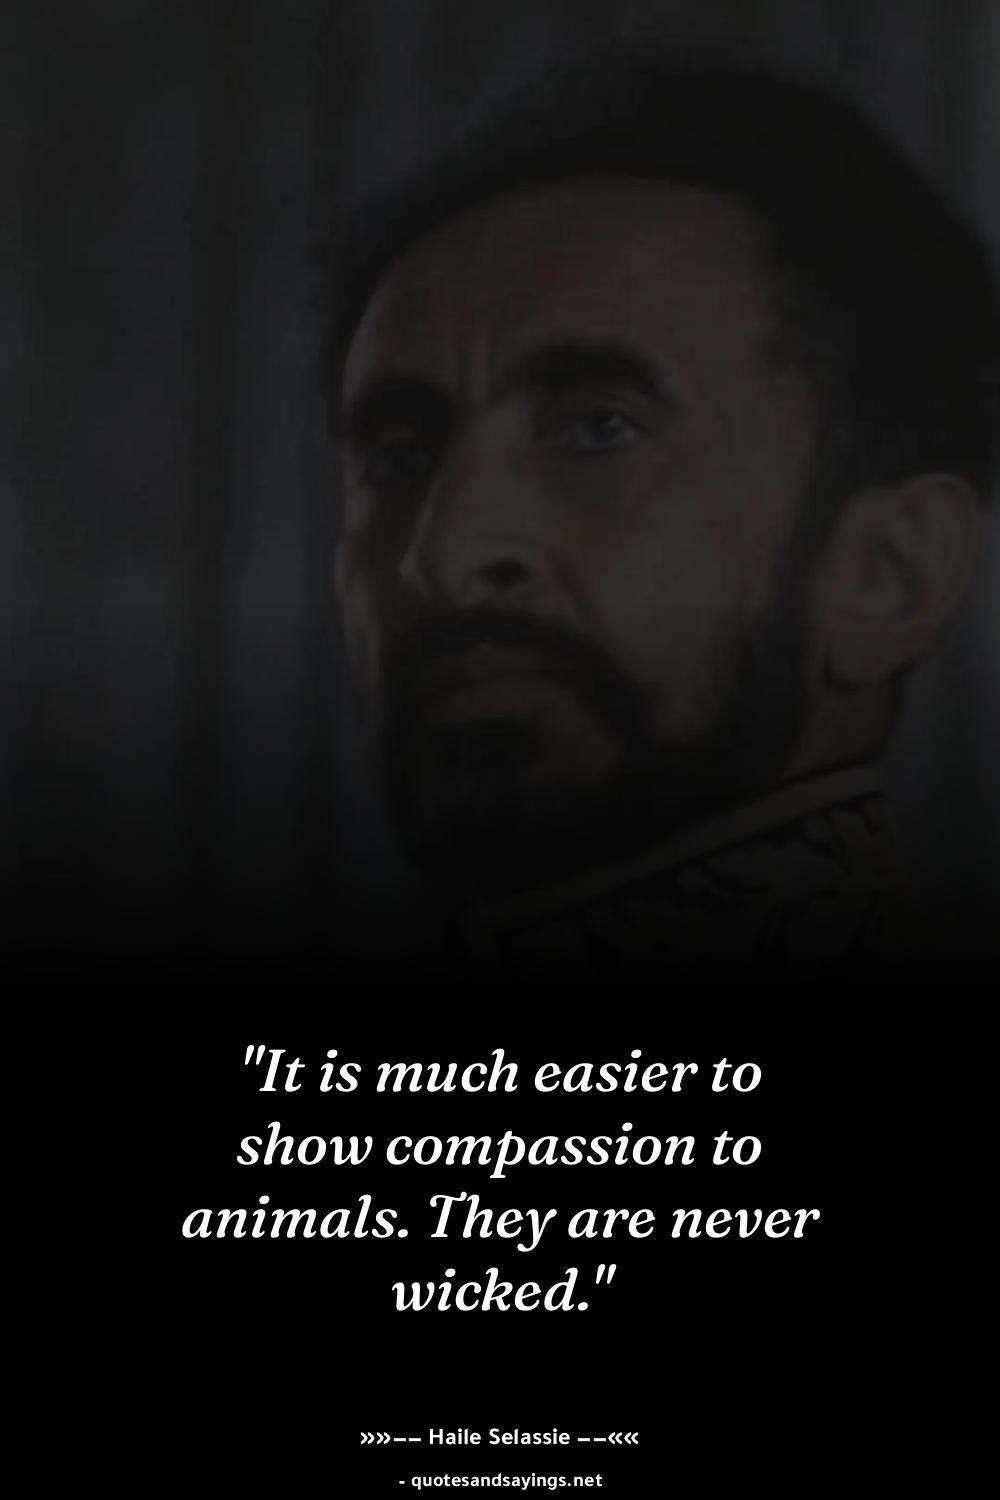 "It is much easier to
show compassion to
animals. They are never
wicked."
»»−− Haile Selassie −−««
- quotesandsayings.net